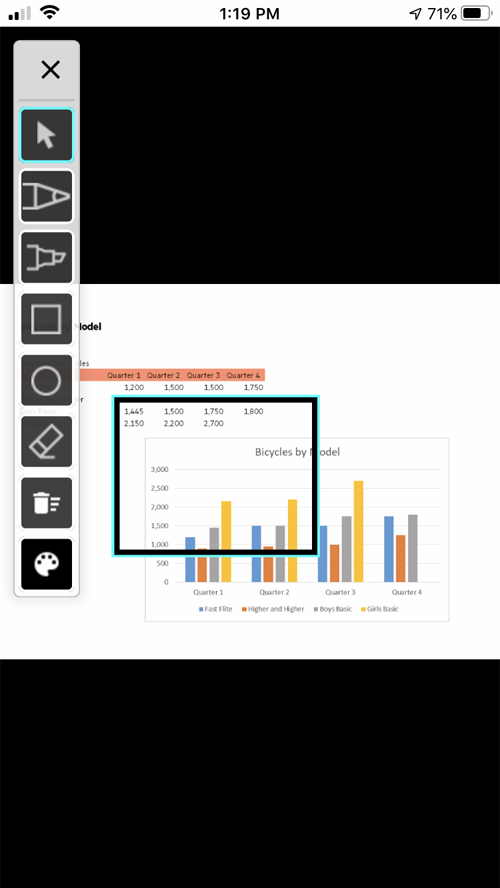 1:19 PM 71%
Model
les
Quarter 1 Quarter 2 Quarter 3 Quarter 4
1,200 1,500 1,500 1,750
er
1,445 1,500 1,750 1,800
2,150 2,200 2,700
Bicycles by Model
3,000
2,500
2,000
1,500
1,000
500
0
Quarter 1 Quarter 2 Quarter 3 Quarter 4
Fast Flite Higher and Higher Boys Basic Girls Basic